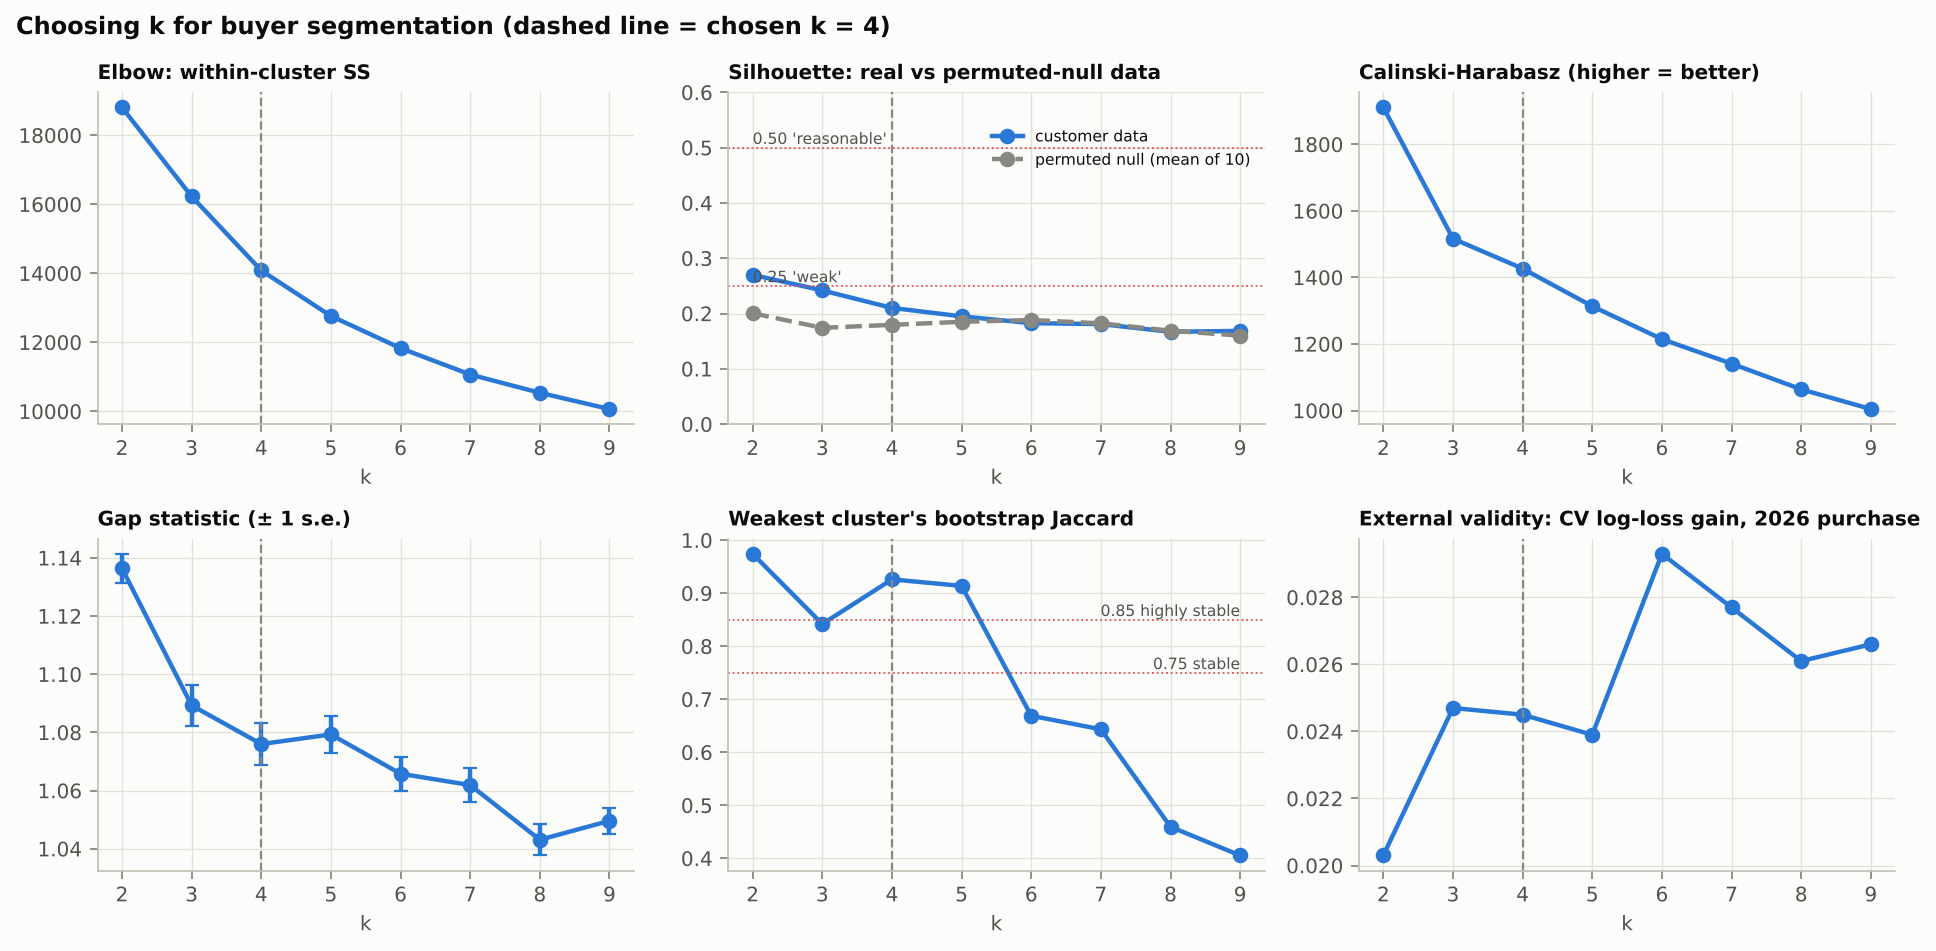 Choosing k for buyer segmentation (dashed line = chosen k = 4)
Elbow: within-cluster SS
18000
16000
14000
12000
10000
2 3 4 5 6 7 8 9
k
Silhouette: real vs permuted-null data
0.6
0.5
0.4
0.3
0.2
0.1
0.0
0.50 'reasonable'
0.25 'weak'
customer data
permuted null (mean of 10)
2 3 4 5 6 7 8 9
k
Calinski-Harabasz (higher = better)
1800
1600
1400
1200
1000
2 3 4 5 6 7 8 9
k
Gap statistic (± 1 s.e.)
1.14
1.12
1.10
1.08
1.06
1.04
2 3 4 5 6 7 8 9
k
Weakest cluster's bootstrap Jaccard
1.0
0.9
0.8
0.7
0.6
0.5
0.4
0.85 highly stable
0.75 stable
2 3 4 5 6 7 8 9
k
External validity: CV log-loss gain, 2026 purchase
0.028
0.026
0.024
0.022
0.020
2 3 4 5 6 7 8 9
k